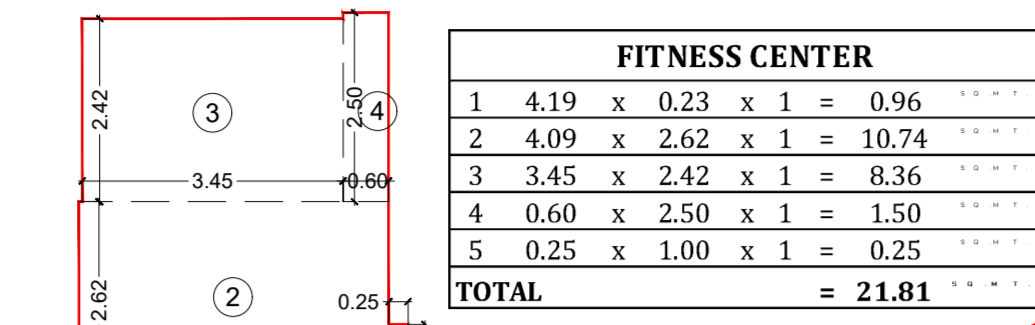 2.42
3
2.50
4
3.45
0.60
2.62
2
0.25
FITNESS CENTER
1 4.19 x 0.23 x 1 = 0.96 SQ.MT.
2 4.09 x 2.62 x 1 = 10.74 SQ.MT.
3 3.45 x 2.42 x 1 = 8.36 SQ.MT.
4 0.60 x 2.50 x 1 = 1.50 SQ.MT.
5 0.25 x 1.00 x 1 = 0.25 SQ.MT.
TOTAL = 21.81 SQ.MT.